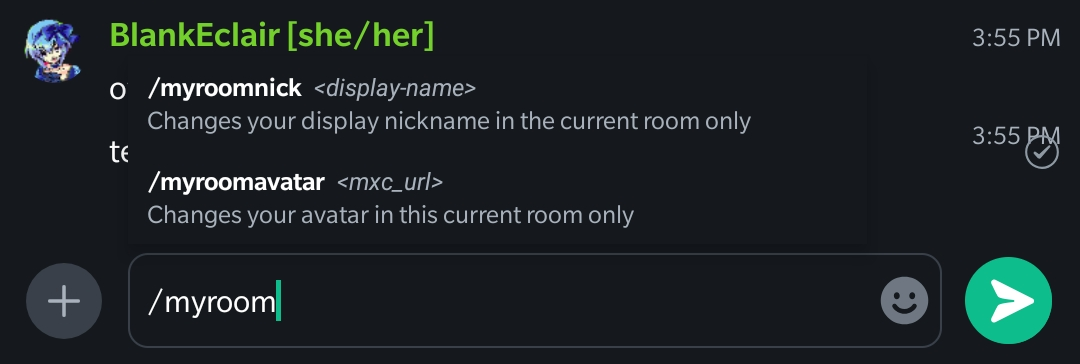 BlankEclair [she/her]
3:55 PM
/myroomnick <display-name>
Changes your display nickname in the current room only
3:55 PM
/myroomavatar <mxc_url>
Changes your avatar in this current room only
/myroom